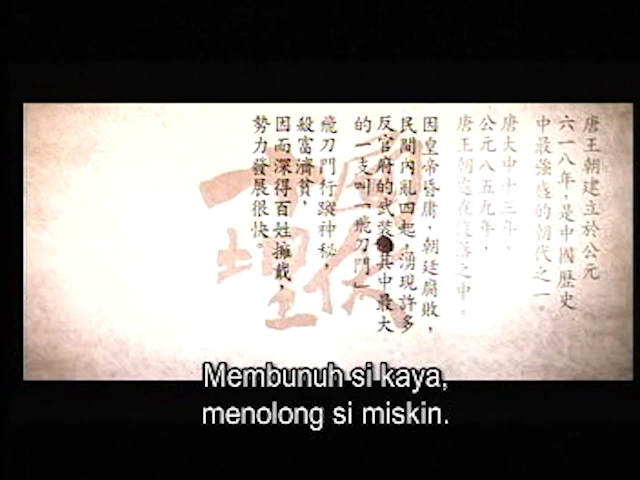 唐王朝建立於公元
六一八年，是中國歷史
中最強盛的朝代之一。
唐大中十三年。
公元八五九年，
唐王朝處在沒落之中。
因皇帝昏庸，朝廷腐敗，
民間內亂四起，湧現許多
反官府的武裝，其中最大
的一支叫「飛刀門」
飛刀門行蹤神秘，
殺富濟貧，
因而深得百姓擁戴，
勢力發展很快。
埋伏
Membunuh si kaya,
menolong si miskin.